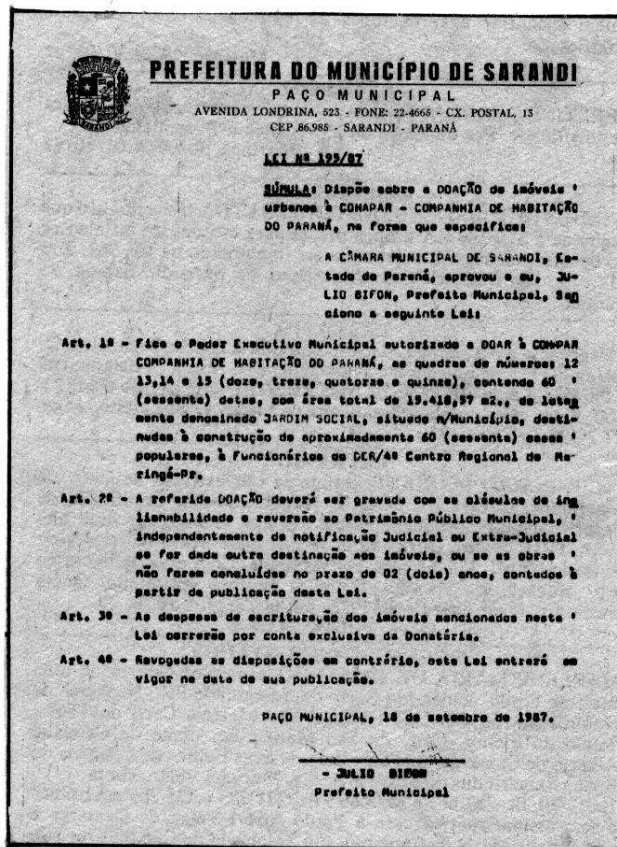 SARANDI
PREFEITURA DO MUNICÍPIO DE SARANDI
PAÇO MUNICIPAL
AVENIDA LONDRINA, 523 - FONE: 22-4665 - CX. POSTAL, 13
CEP 86.985 - SARANDI - PARANÁ
LEI Nº 195/87
SÚMULA: Dispõe sobre a DOAÇÃO de imóveis '
urbanos à COHAPAR - COMPANHIA DE HABITAÇÃO
DO PARANÁ, na forma que especifica:
A CÂMARA MUNICIPAL DE SARANDI, Es-
tado do Paraná, aprovou e eu, JU-
LIO BIFON, Prefeito Municipal, San
ciono a seguinte Lei:
Art. 1º - Fica o Poder Executivo Municipal autorizado a DOAR à COHPAR
COMPANHIA DE HABITAÇÃO DO PARANÁ, as quadras de números: 12
13,14 e 15 (doze, treze, quatorze e quinze), contendo 60 '
(sessenta) datas, com área total de 15.418,57 m2., do lotea
mento denominado JARDIM SOCIAL, situado n/Município, desti-
nadas à construção de aproximadamente 60 (sessenta) casas '
populares, à Funcionários do DER/4º Centro Regional de Ma-
ringá-Pr.
Art. 2º - A referida DOAÇÃO deverá ser gravada com as cláusulas de ina
lienabilidade e reversão ao Patrimônio Público Municipal, '
independentemente de notificação Judicial ou Extra-Judicial
se for dada outra destinação aos imóveis, ou se as obras '
não forem concluídas no prazo de 02 (dois) anos, contados à
partir da publicação desta Lei.
Art. 3º - As despesas de escrituração dos imóveis mencionados nesta '
Lei correrão por conta exclusiva da Donatária.
Art. 4º - Revogadas as disposições em contrário, esta Lei entrará em
vigor na data de sua publicação.
PAÇO MUNICIPAL, 18 de setembro de 1987.
- JULIO BIFON
Prefeito Municipal